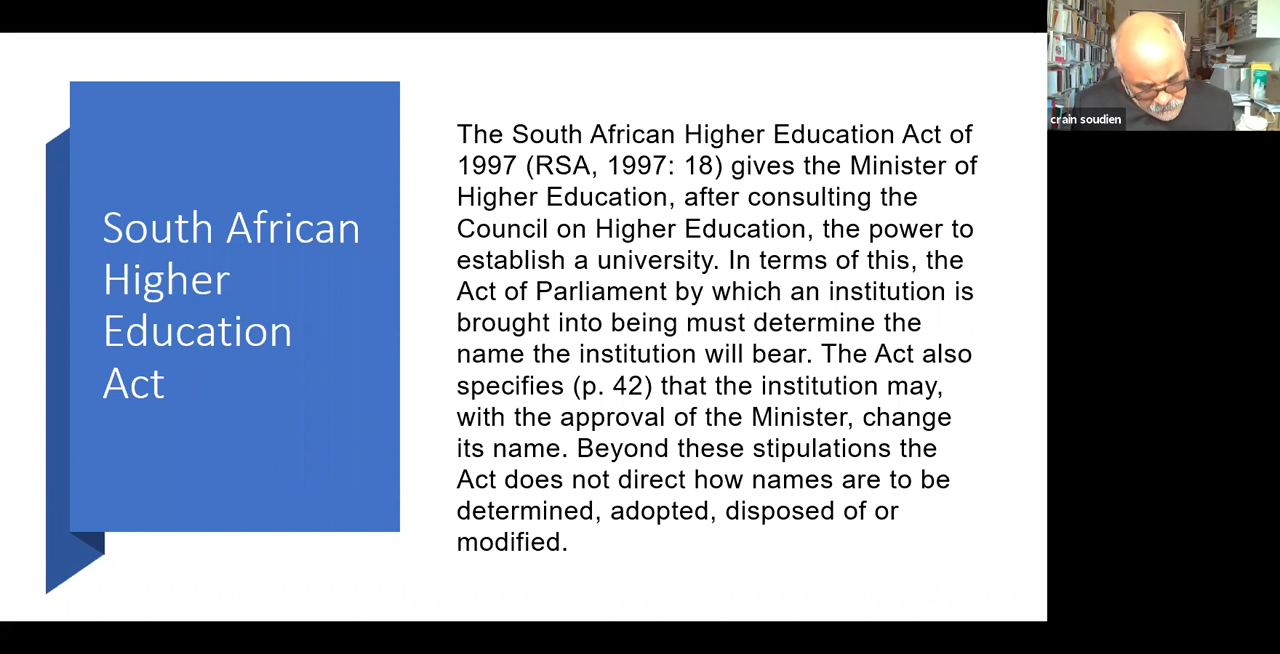 South African
Higher
Education
Act
The South African Higher Education Act of
1997 (RSA, 1997: 18) gives the Minister of
Higher Education, after consulting the
Council on Higher Education, the power to
establish a university. In terms of this, the
Act of Parliament by which an institution is
brought into being must determine the
name the institution will bear. The Act also
specifies (p. 42) that the institution may,
with the approval of the Minister, change
its name. Beyond these stipulations the
Act does not direct how names are to be
determined, adopted, disposed of or
modified.
crain soudien